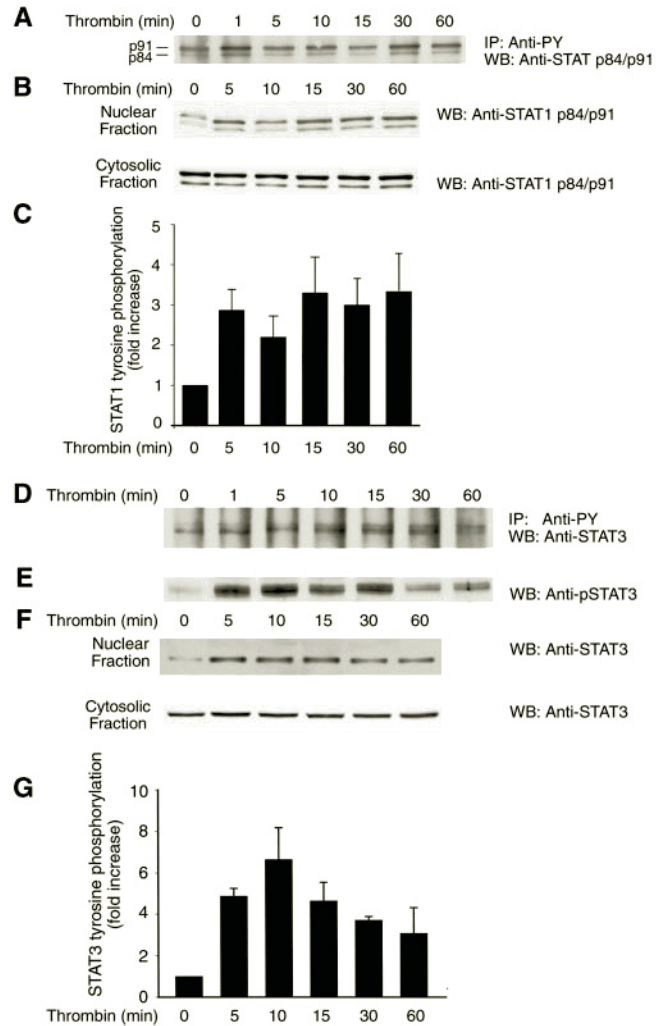 A
Thrombin (min) 0 1 5 10 15 30 60
p91
p84
IP: Anti-PY
WB: Anti-STAT p84/p91
B
Thrombin (min) 0 5 10 15 30 60
Nuclear
Fraction
WB: Anti-STAT1 p84/p91
Cytosolic
Fraction
WB: Anti-STAT1 p84/p91
C
STAT1 tyrosine phosphorylation
(fold increase)
5
4
3
2
1
0
Thrombin (min) 0 5 10 15 30 60
D
Thrombin (min) 0 1 5 10 15 30 60
IP: Anti-PY
WB: Anti-STAT3
E
WB: Anti-pSTAT3
F
Thrombin (min) 0 5 10 15 30 60
Nuclear
Fraction
WB: Anti-STAT3
Cytosolic
Fraction
WB: Anti-STAT3
G
STAT3 tyrosine phosphorylation
(fold increase)
10
8
6
4
2
0
Thrombin (min) 0 5 10 15 30 60